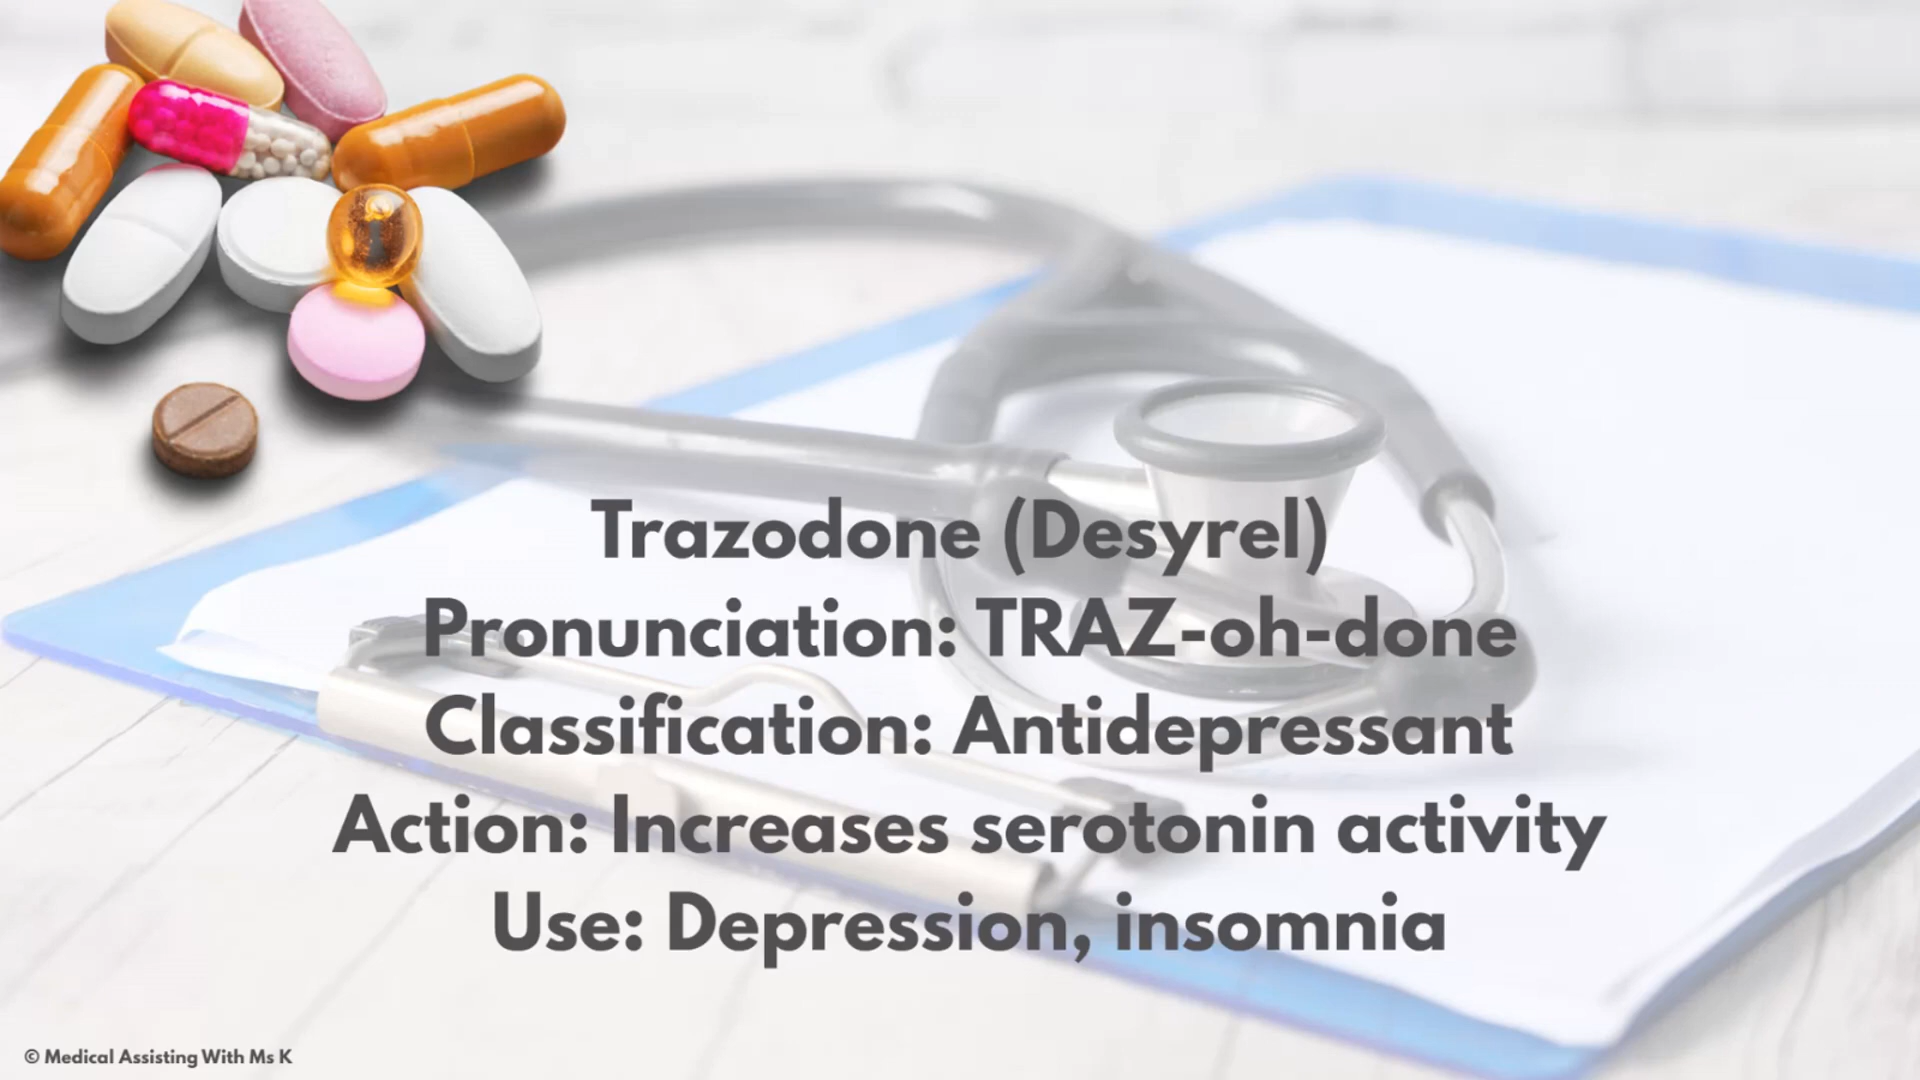 Trazodone (Desyrel)
Pronunciation: TRAZ-oh-done
Classification: Antidepressant
Action: Increases serotonin activity
Use: Depression, insomnia
© Medical Assisting With Ms K